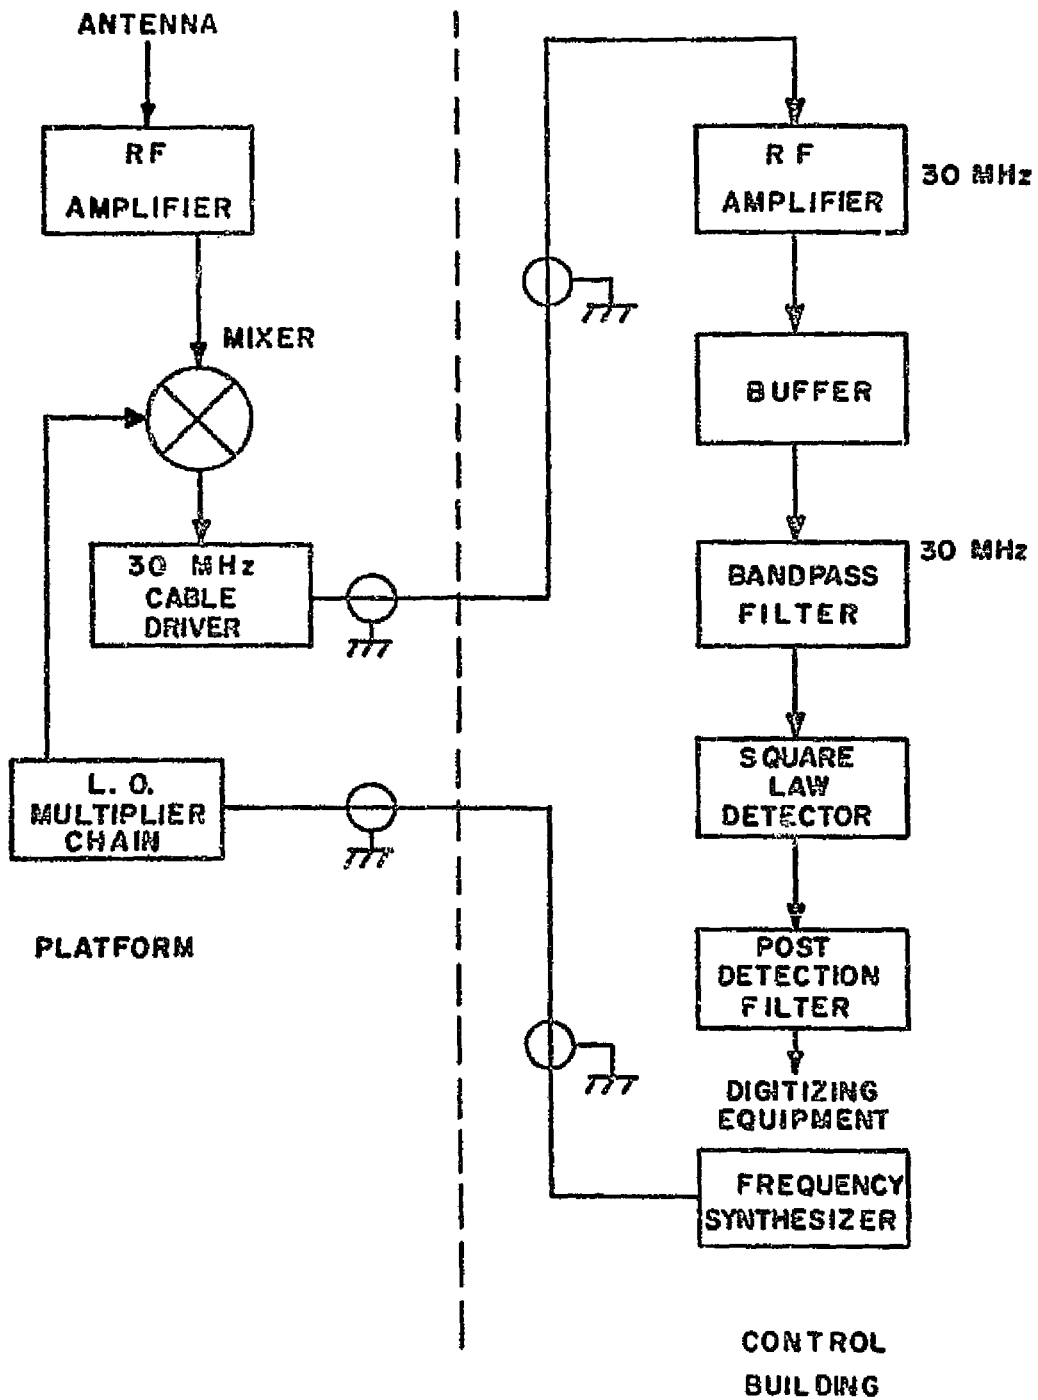 ANTENNA
RF
AMPLIFIER
MIXER
30 MHz
CABLE
DRIVER
L. O.
MULTIPLIER
CHAIN
PLATFORM
RF
AMPLIFIER
30 MHz
BUFFER
30 MHz
BANDPASS
FILTER
SQUARE
LAW
DETECTOR
POST
DETECTION
FILTER
DIGITIZING
EQUIPMENT
FREQUENCY
SYNTHESIZER
CONTROL
BUILDING